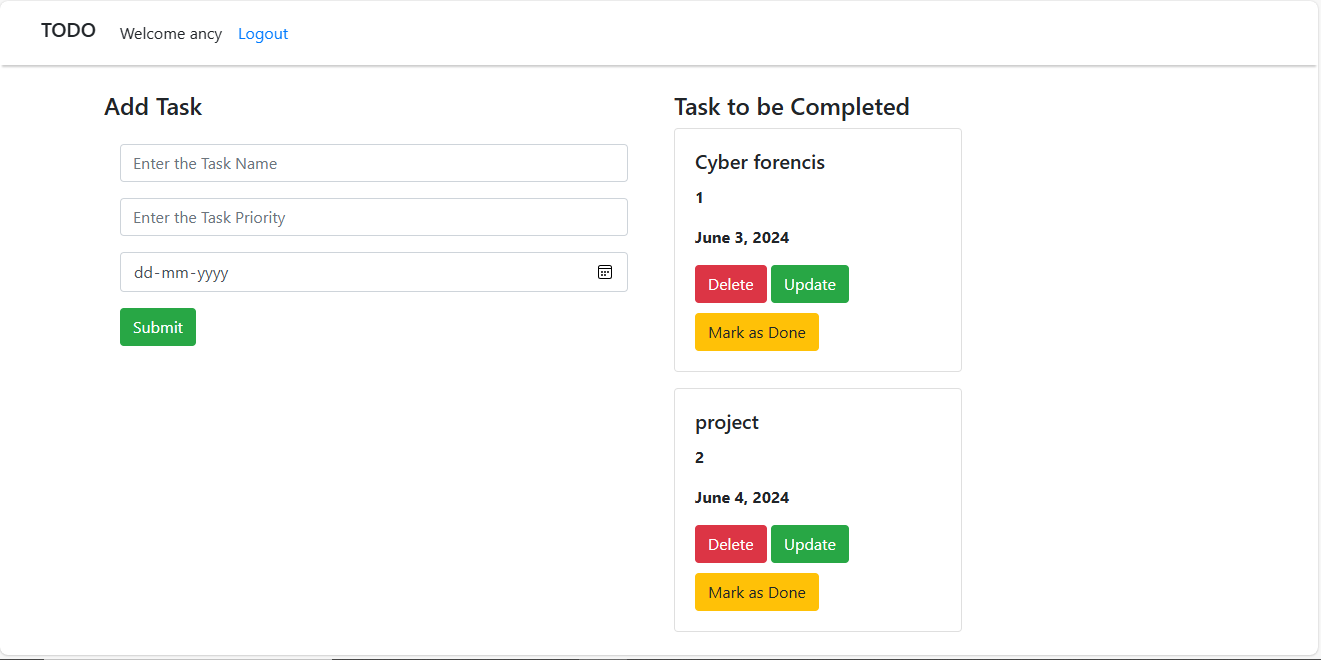 TODO Welcome ancy Logout
Add Task
Enter the Task Name
Enter the Task Priority
dd-mm-yyyy
Submit
Task to be Completed
Cyber forencis
1
June 3, 2024
Delete Update
Mark as Done
project
2
June 4, 2024
Delete Update
Mark as Done